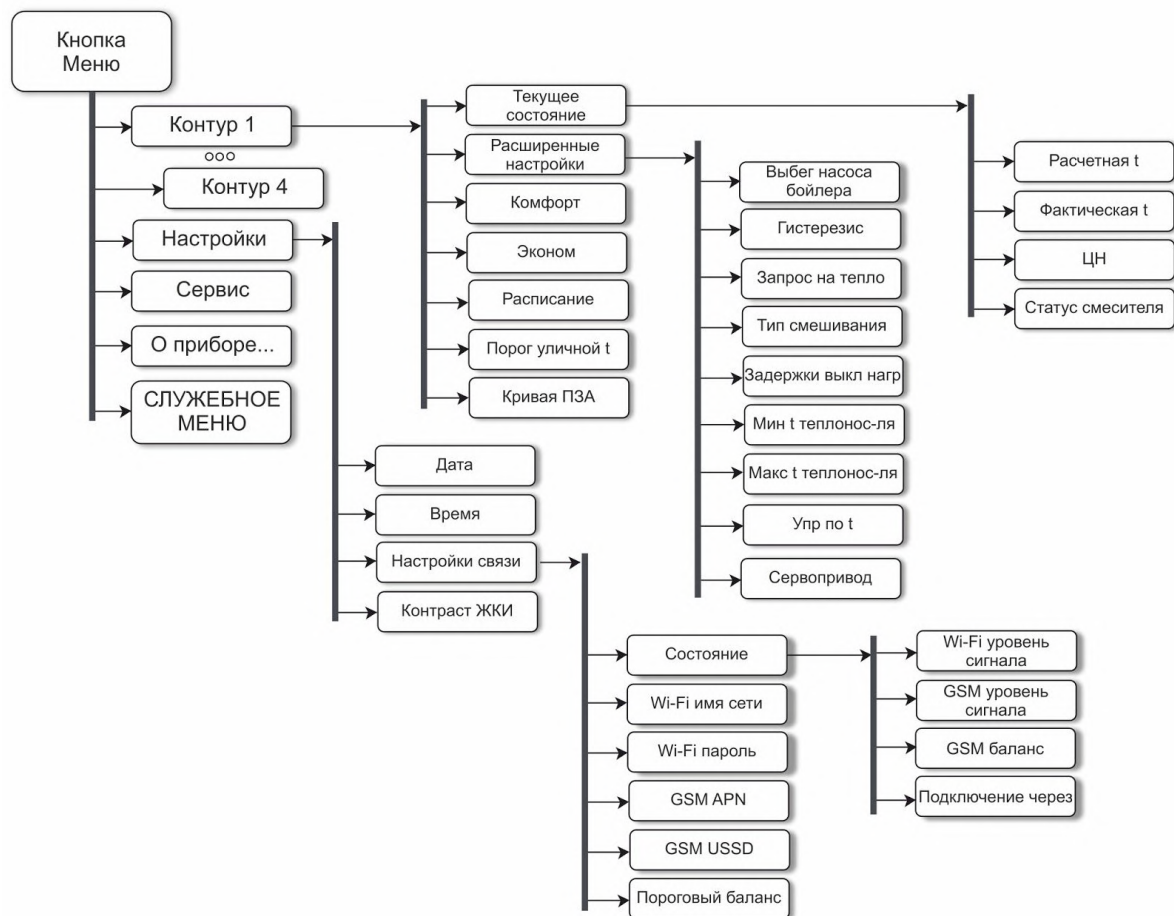 Кнопка
Меню
Контур 1
ооо
Контур 4
Настройки
Сервис
О приборе...
СЛУЖЕБНОЕ
МЕНЮ
Текущее
состояние
Расширенные
настройки
Комфорт
Эконом
Расписание
Порог уличной t
Кривая ПЗА
Расчетная t
Фактическая t
ЦН
Статус смесителя
Выбег насоса
бойлера
Гистерезис
Запрос на тепло
Тип смешивания
Задержки выкл нагр
Мин t теплонос-ля
Макс t теплонос-ля
Упр по t
Сервопривод
Дата
Время
Настройки связи
Контраст ЖКИ
Состояние
Wi-Fi имя сети
Wi-Fi пароль
GSM APN
GSM USSD
Пороговый баланс
Wi-Fi уровень
сигнала
GSM уровень
сигнала
GSM баланс
Подключение через